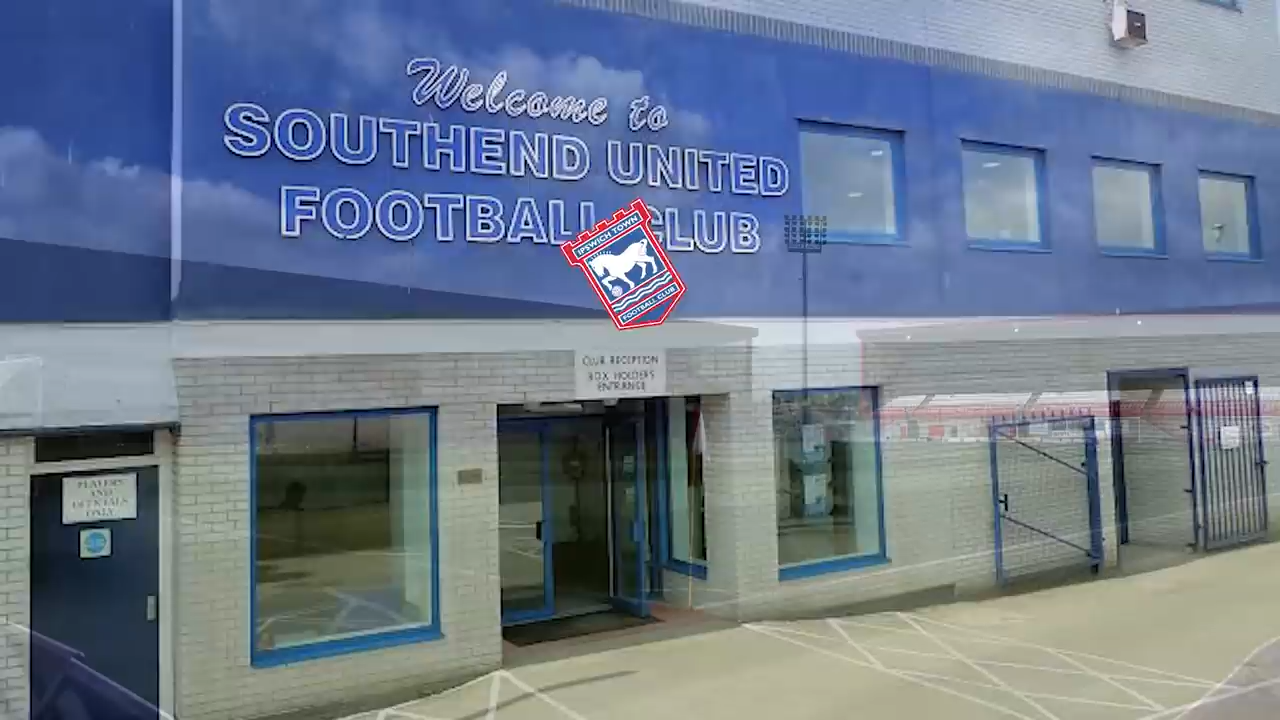 Welcome to
SOUTHEND UNITED
FOOTBALL CLUB
IPSWICH TOWN
FOOTBALL CLUB
CLUB RECEPTION
BOX HOLDERS
ENTRANCE
PLAYERS
AND
OFFICIALS
ONLY